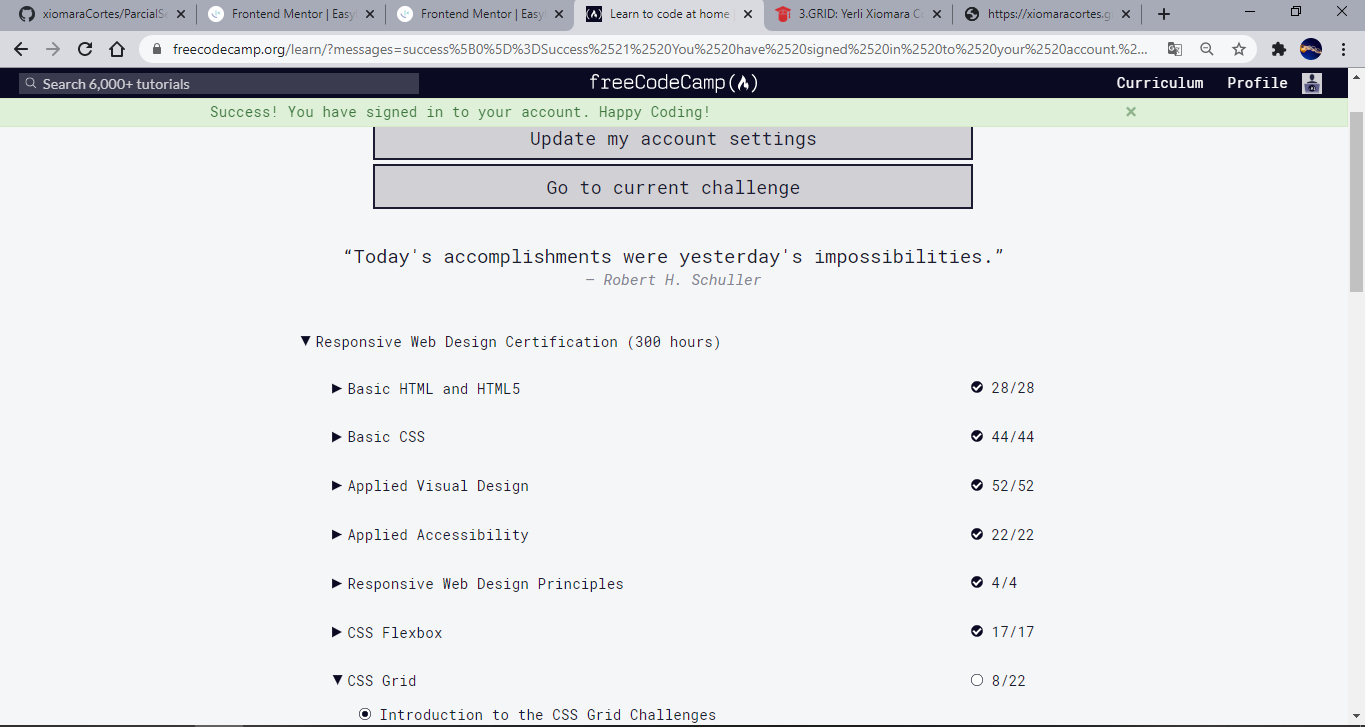 xiomaraCortes/ParcialSe
Frontend Mentor | Easy
Frontend Mentor | Easy
Learn to code at home
3.GRID: Yerli Xiomara C
https://xiomaracortes.g
freecodecamp.org/learn/?messages=success%5B0%5D%3DSuccess%2521%2520You%2520have%2520signed%2520in%2520to%2520your%2520account.%2...
Search 6,000+ tutorials
freeCodeCamp
Curriculum
Profile
Success! You have signed in to your account. Happy Coding!
Update my account settings
Go to current challenge
“Today's accomplishments were yesterday's impossibilities.”
— Robert H. Schuller
Responsive Web Design Certification (300 hours)
Basic HTML and HTML5 28/28
Basic CSS 44/44
Applied Visual Design 52/52
Applied Accessibility 22/22
Responsive Web Design Principles 4/4
CSS Flexbox 17/17
CSS Grid 8/22
Introduction to the CSS Grid Challenges